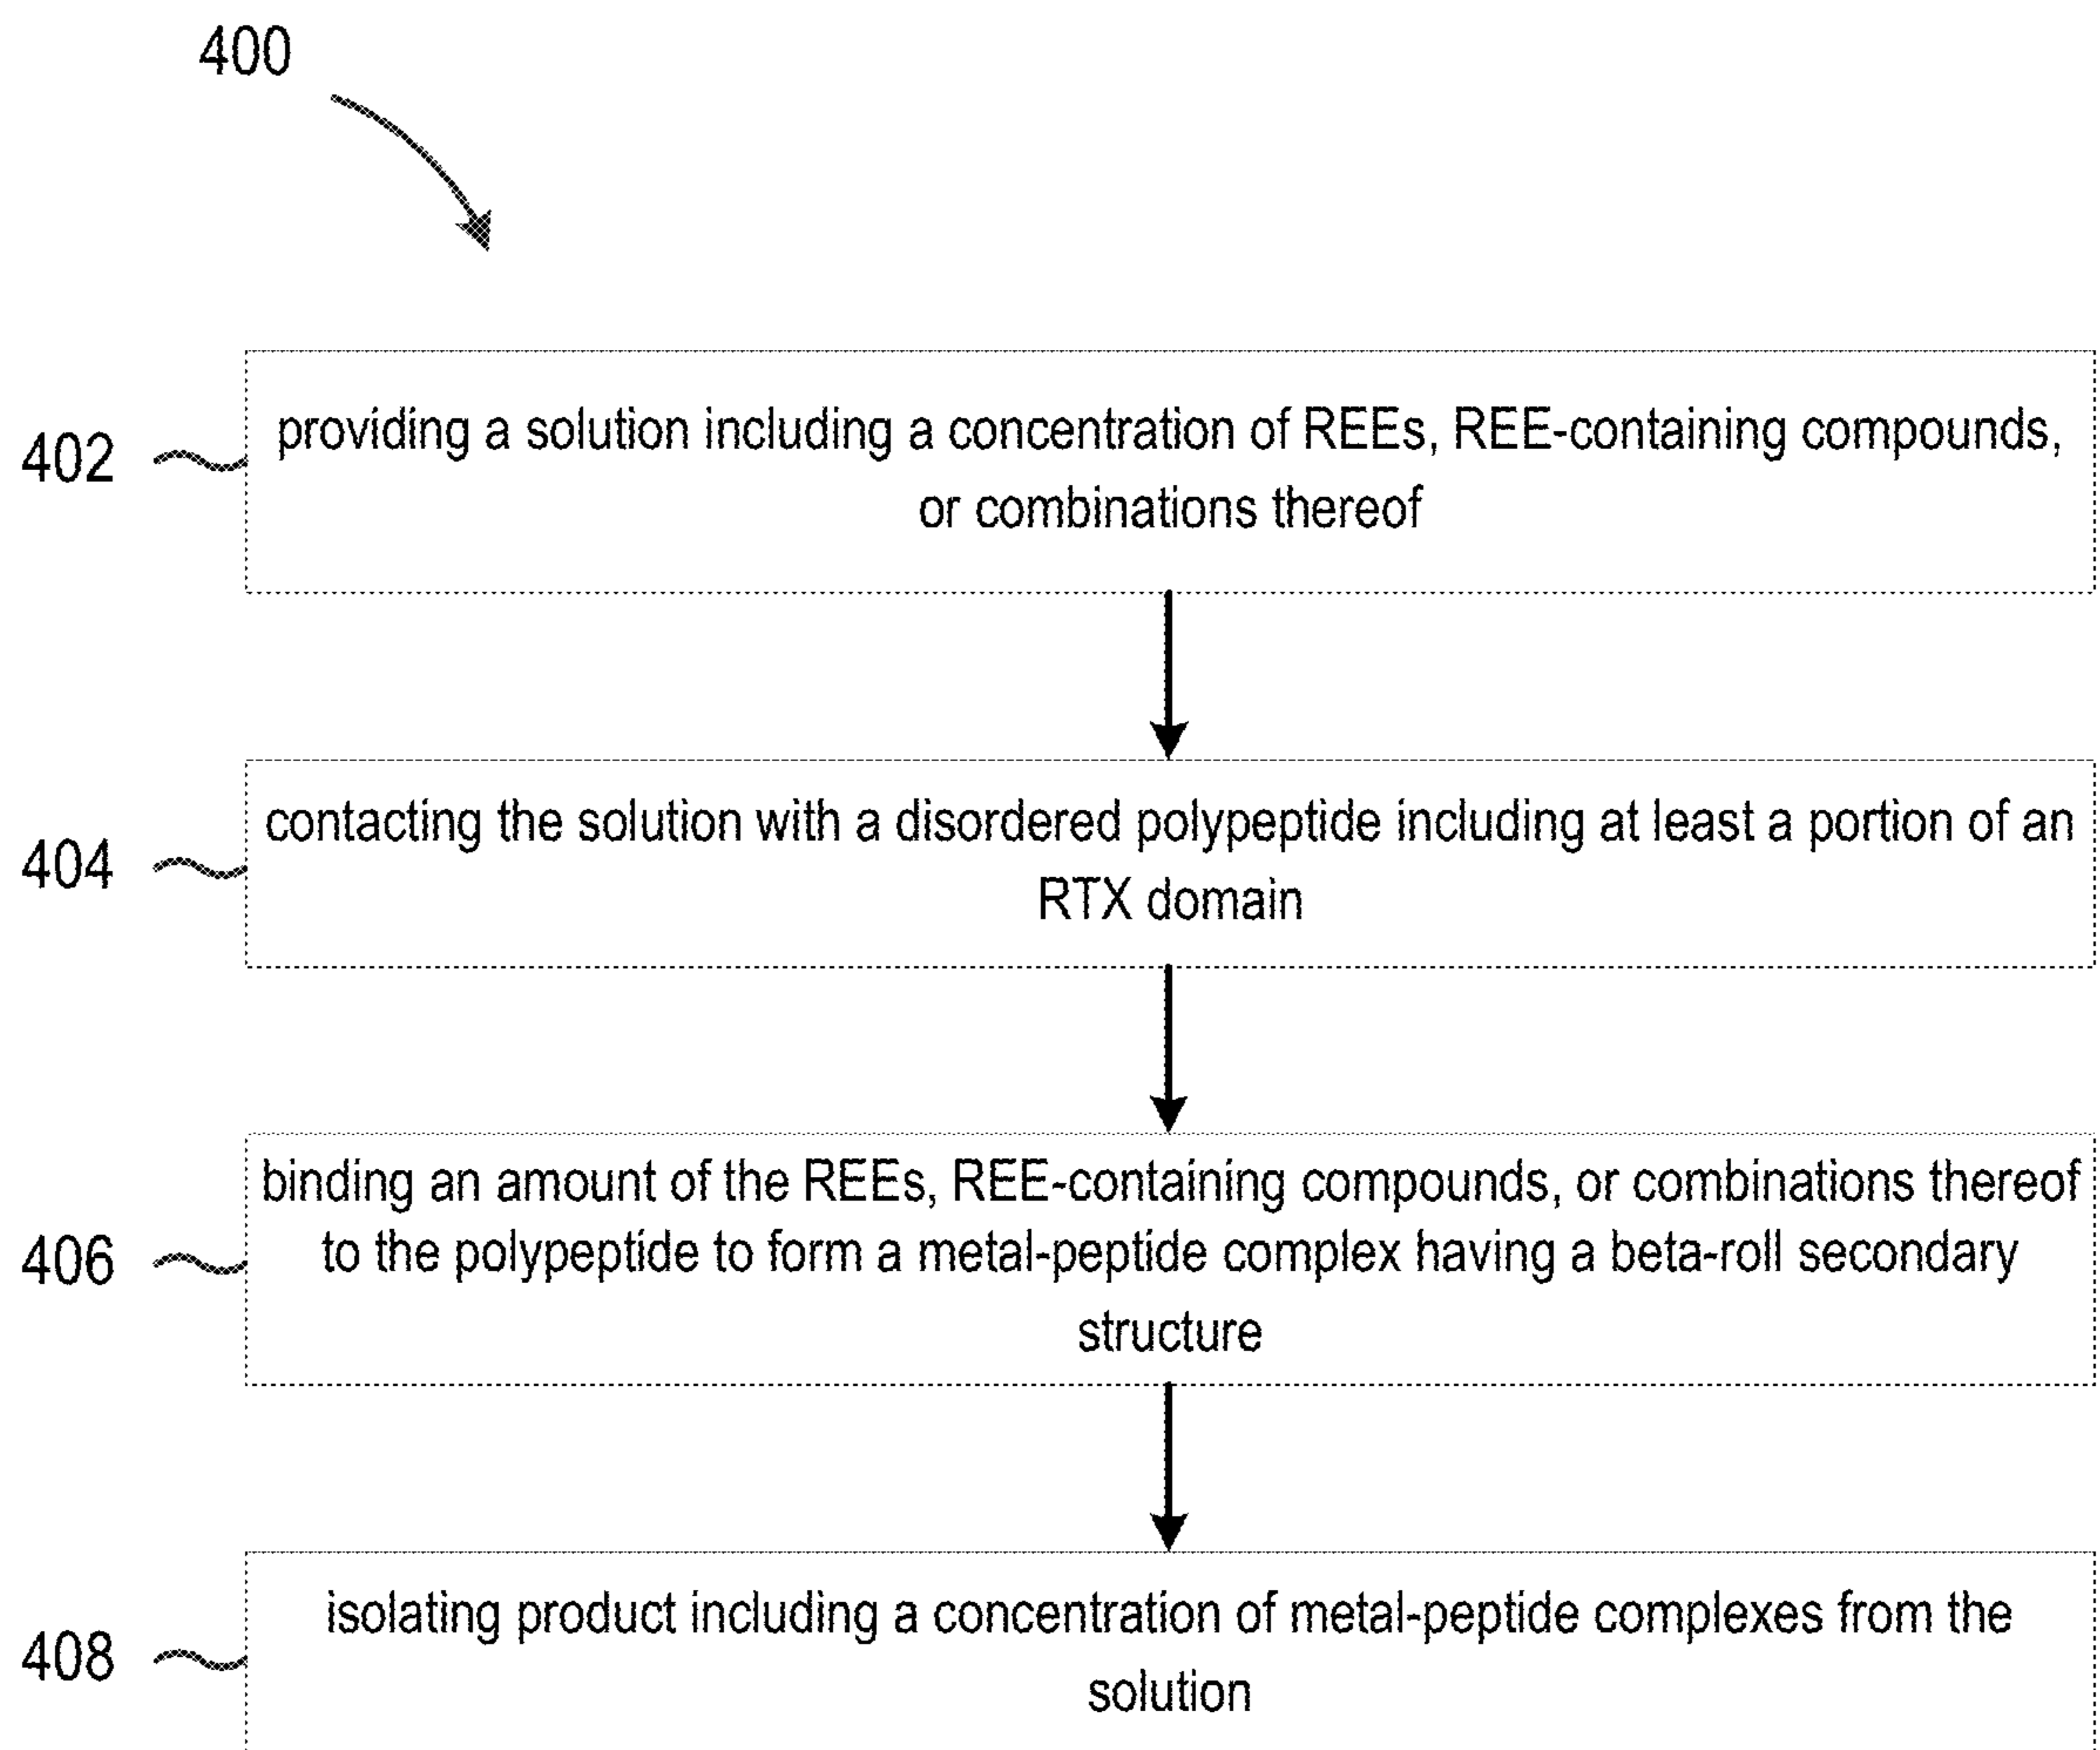 400
402
providing a solution including a concentration of REEs, REE-containing compounds,
or combinations thereof
404
contacting the solution with a disordered polypeptide including at least a portion of an
RTX domain
406
binding an amount of the REEs, REE-containing compounds, or combinations thereof
to the polypeptide to form a metal-peptide complex having a beta-roll secondary
structure
408
isolating product including a concentration of metal-peptide complexes from the
solution